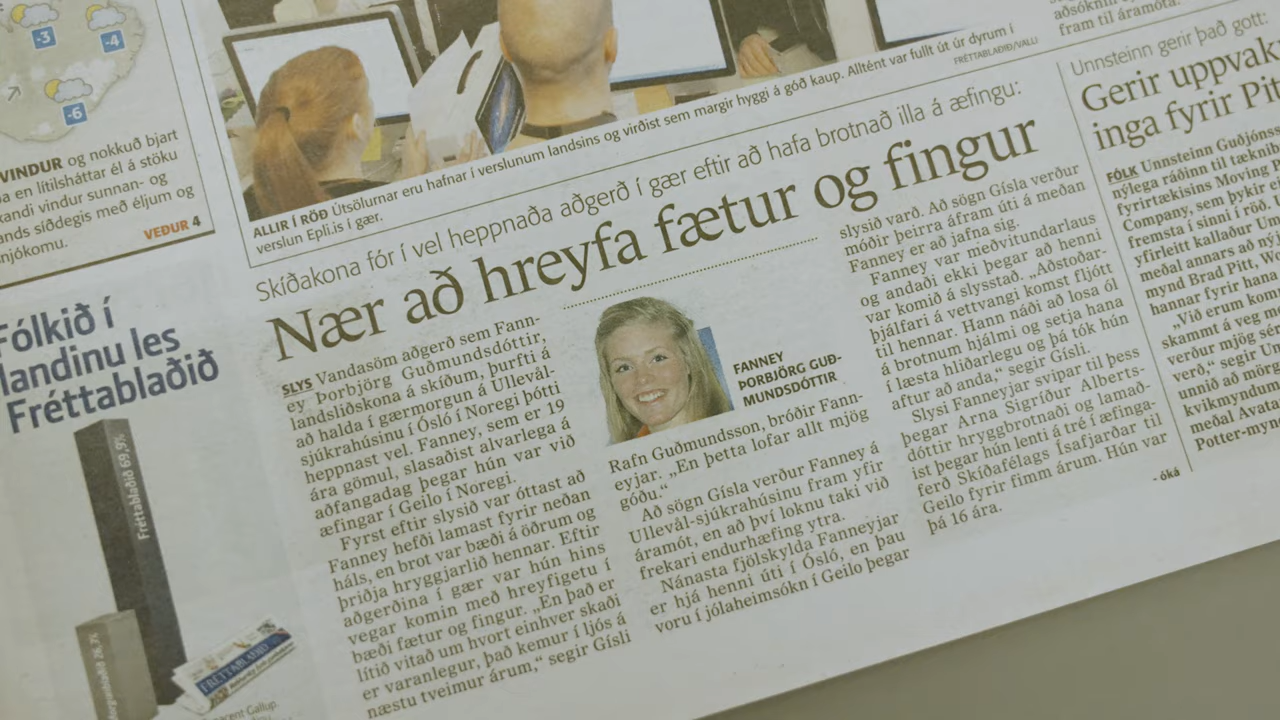 -3
-4
-6
VINDUR og nokkuð bjart
en lítilsháttar él á stöku
vindur sunnan- og
síðdegis með éljum og
VEÐUR 4
Fólkið í
landinu les
Fréttablaðið
Fréttablaðið 69,9%
26,2%
FRÉTTABLAÐIÐ
Gallup
ALLIR Í RÖÐ Útsölurnar eru hafnar í verslunum landsins og virðist sem margir hyggi á góð kaup. Alltént var fullt út úr dyrum í
verslun Epli.is í gær.
FRÉTTABLAÐIÐ/VALLI
Skíðakona fór í vel heppnaða aðgerð í gær eftir að hafa brotnað illa á æfingu:
Nær að hreyfa fætur og fingur
SLYS Vandasöm aðgerð sem Fann-
ey Þorbjörg Guðmundsdóttir,
landsliðskona á skíðum, þurfti á
að halda í gærmorgun á Ullevål-
sjúkrahúsinu í Ósló í Noregi þótti
heppnast vel. Fanney, sem er 19
ára gömul, slasaðist alvarlega á
aðfangadag þegar hún var við
æfingar í Geilo í Noregi.
Fyrst eftir slysið var óttast að
Fanney hefði lamast fyrir neðan
háls, en brot var bæði á öðrum og
þriðja hryggjarlið hennar. Eftir
aðgerðina í gær var hún hins
vegar komin með hreyfigetu í
bæði fætur og fingur. „En það er
lítið vitað um hvort einhver skaði
er varanlegur, það kemur í ljós á
næstu tveimur árum,“ segir Gísli
FANNEY
ÞORBJÖRG GUÐ-
MUNDSDÓTTIR
Rafn Guðmundsson, bróðir Fann-
eyjar. „En þetta lofar allt mjög
góðu.“
Að sögn Gísla verður Fanney á
Ullevål-sjúkrahúsinu fram yfir
áramót, en að því loknu taki við
frekari endurhæfing ytra.
Nánasta fjölskylda Fanneyjar
er hjá henni úti í Ósló, en þau
voru í jólaheimsókn í Geilo þegar
slysið varð. Að sögn Gísla verður
móðir þeirra áfram úti á meðan
Fanney er að jafna sig.
Fanney var meðvitundarlaus
og andaði ekki þegar að henni
var komið á slysstað. „Aðstoðar-
þjálfari á vettvangi komst fljótt
til hennar. Hann náði að losa ól
á brotnum hjálmi og setja hana
í læsta hliðarlegu og þá tók hún
aftur að anda,“ segir Gísli.
Slysi Fanneyjar svipar til þess
þegar Arna Sigríður Alberts-
dóttir hryggbrotnaði og lamað-
ist þegar hún lenti á tré í æfinga-
ferð Skíðafélags Ísafjarðar til
Geilo fyrir fimm árum. Hún var
þá 16 ára.
- óká
aðsóknin
fram til áramóta.
Unnsteinn gerir það gott:
Gerir uppvak
inga fyrir Pit
FÓLK Unnsteinn Guðjóns
nýlega ráðinn til tæknib
fyrirtækisins Moving
Company, sem þykir
fremsta í sinni í röð.
yfirleitt kallaður
meðal annars að
mynd Brad Pitt,
hannar fyrir hana
„Við erum
skammt á veg
verður mjög
verð,“ segir
unnið að
kvikmyndum
meðal Avata
Potter-myn